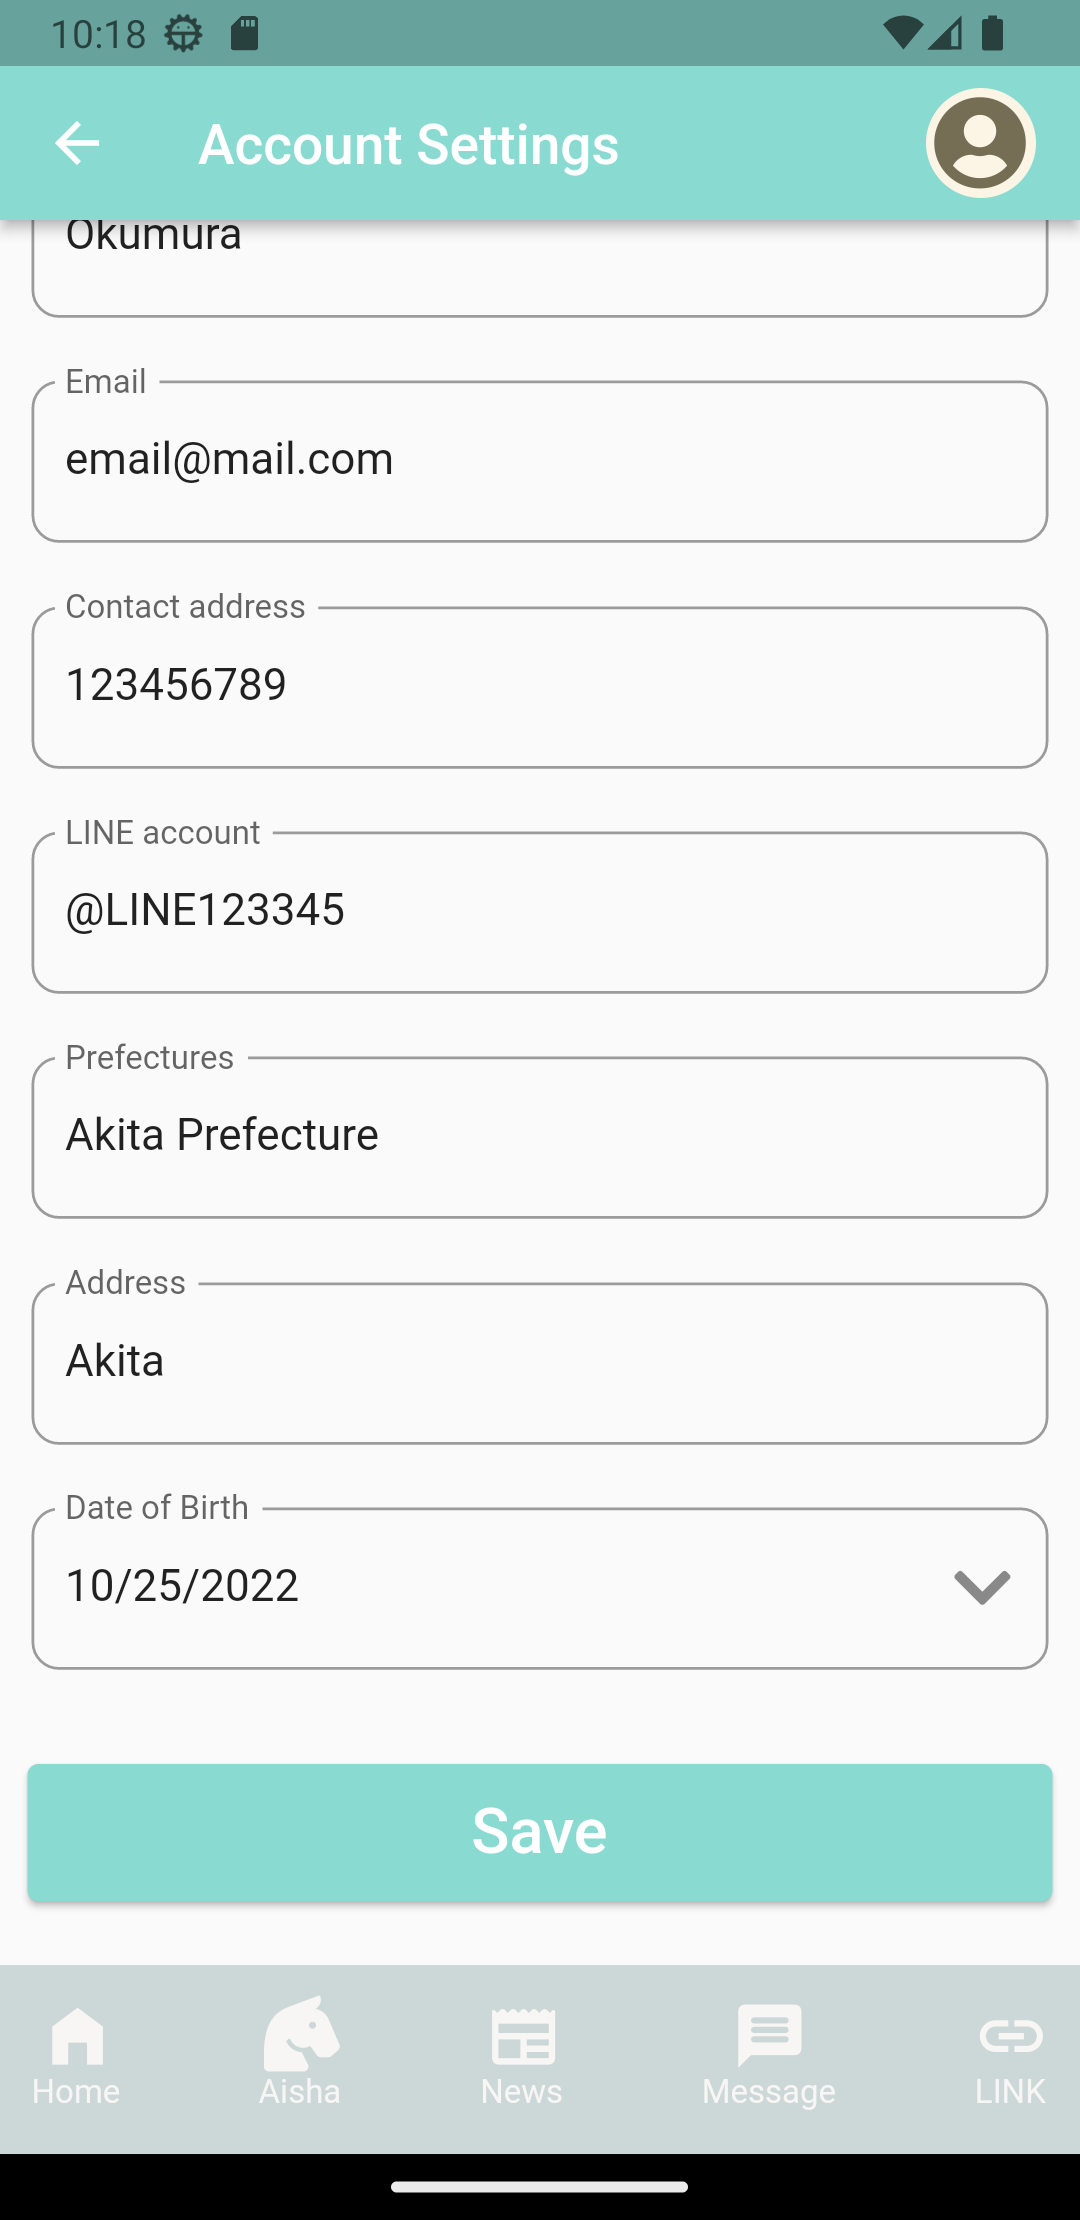 10:18
Account Settings
Okumura
Email
email@mail.com
Contact address
123456789
LINE account
@LINE123345
Prefectures
Akita Prefecture
Address
Akita
Date of Birth
10/25/2022
Save
Home Aisha News Message LINK